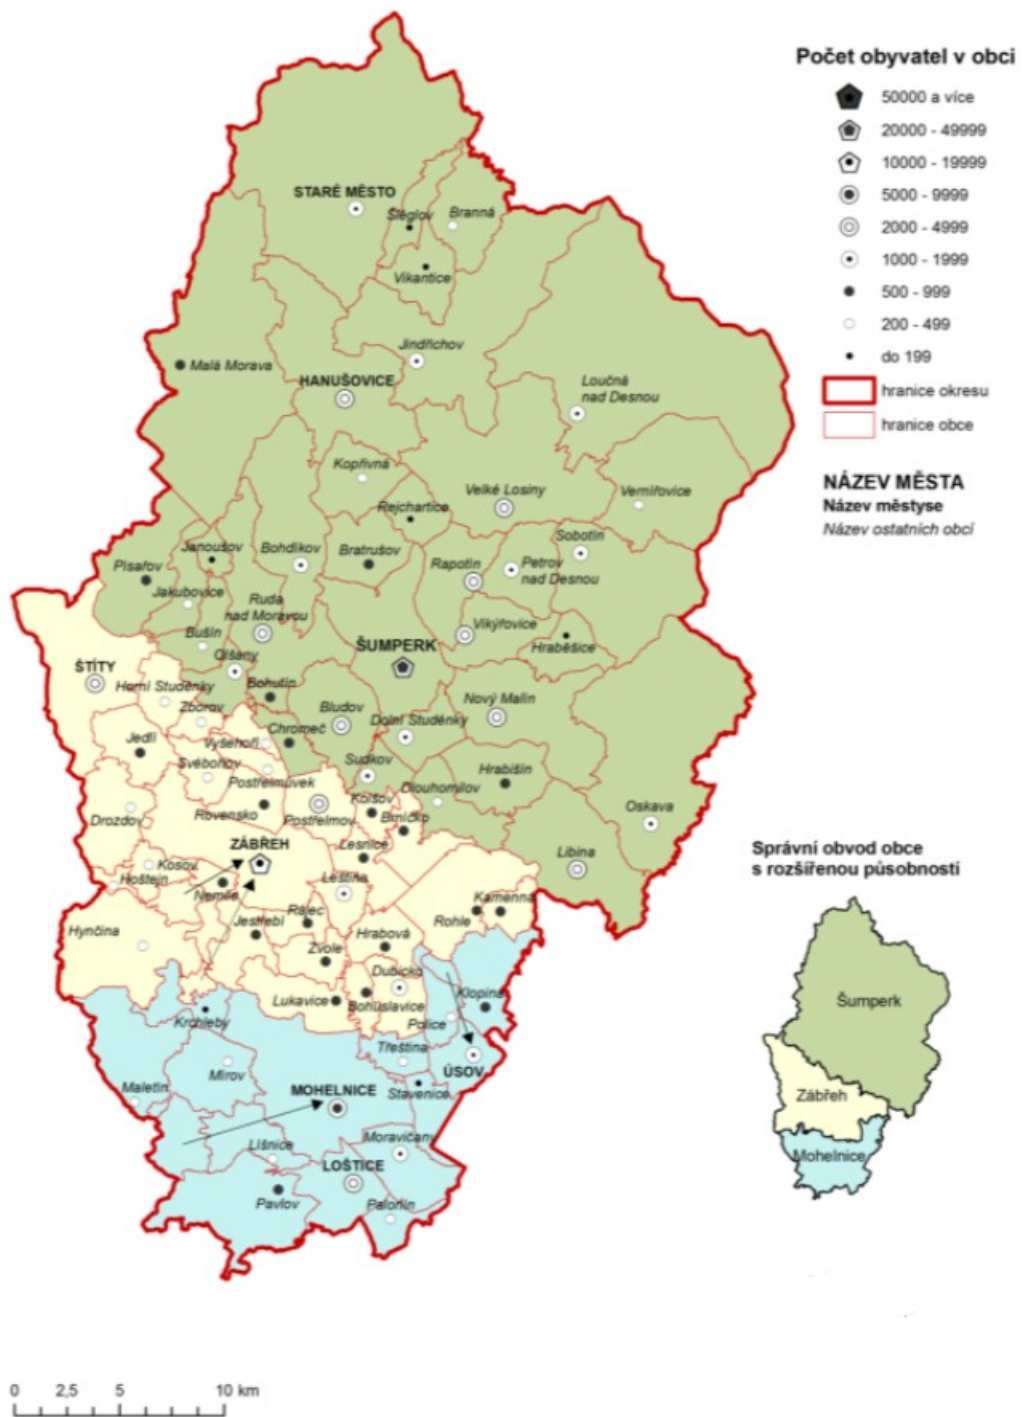 Počet obyvatel v obci
50000 a více
20000 - 49999
10000 - 19999
5000 - 9999
2000 - 4999
1000 - 1999
500 - 999
200 - 499
do 199
hranice okresu
hranice obce
NÁZEV MĚSTA
Název městyse
Název ostatních obcí
STARÉ MĚSTO
Šléglov
Branná
Vikantice
Jindřichov
Malá Morava
HANUŠOVICE
Loučná
nad Desnou
Kopřivná
Velké Losiny
Vernířovice
Rejchartice
Sobotín
Janoušov
Bohdíkov
Bratrušov
Rapotín
Petrov
nad Desnou
Písařov
Jakubovice
Ruda
nad Moravou
Vikýřovice
Bušín
Hraběšice
ŠUMPERK
Olšany
ŠTÍTY
Horní Studénky
Bohutín
Nový Malín
Zborov
Bludov
Dolní Studénky
Chromeč
Jedlí
Vyšehoří
Svébohov
Sudkov
Hrabišín
Postřelmůvek
Dlouhomilov
Kolšov
Oskava
Rovensko
Postřelmov
Brníčko
Drozdov
ZÁBŘEH
Lesnice
Libina
Kosov
Hoštejn
Leština
Nemile
Kamenná
Rájec
Rohle
Jestřebí
Hynčina
Hrabová
Zvole
Dubicko
Lukavice
Bohuslavice
Klopina
Police
Krchleby
Třeština
Mírov
ÚSOV
Maletín
MOHELNICE
Stavenice
Moravičany
Líšnice
LOŠTICE
Pavlov
Palonín
Správní obvod obce
s rozšířenou působností
Šumperk
Zábřeh
Mohelnice
0 2,5 5 10 km